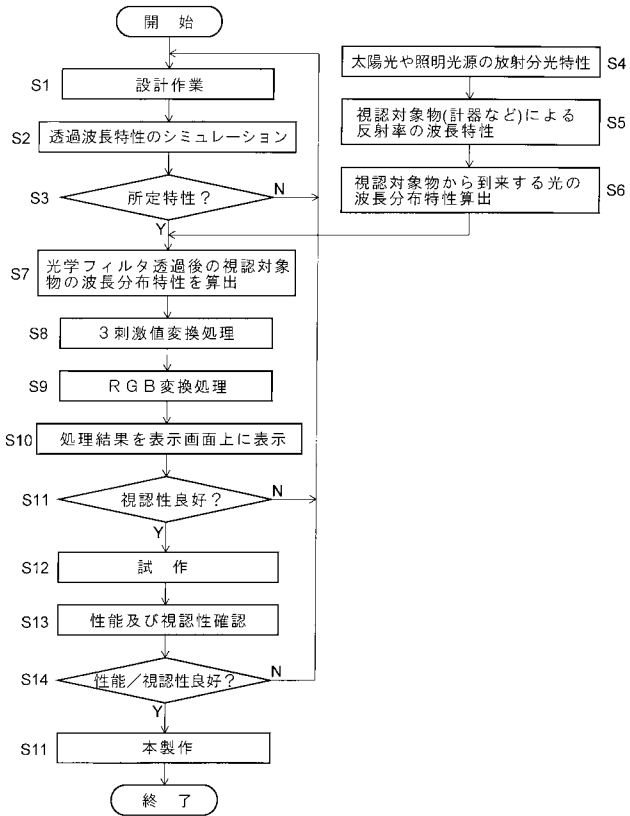 開 始
S1
設計作業
S2
透過波長特性のシミュレーション
S3
所定特性？
N
Y
太陽光や照明光源の放射分光特性
S4
視認対象物(計器など)による
反射率の波長特性
S5
視認対象物から到来する光の
波長分布特性算出
S6
S7
光学フィルタ透過後の視認対象
物の波長分布特性を算出
S8
３刺激値変換処理
S9
ＲＧＢ変換処理
S10
処理結果を表示画面上に表示
S11
視認性良好？
N
Y
S12
試 作
S13
性能及び視認性確認
S14
性能／視認性良好？
N
Y
S11
本製作
終 了